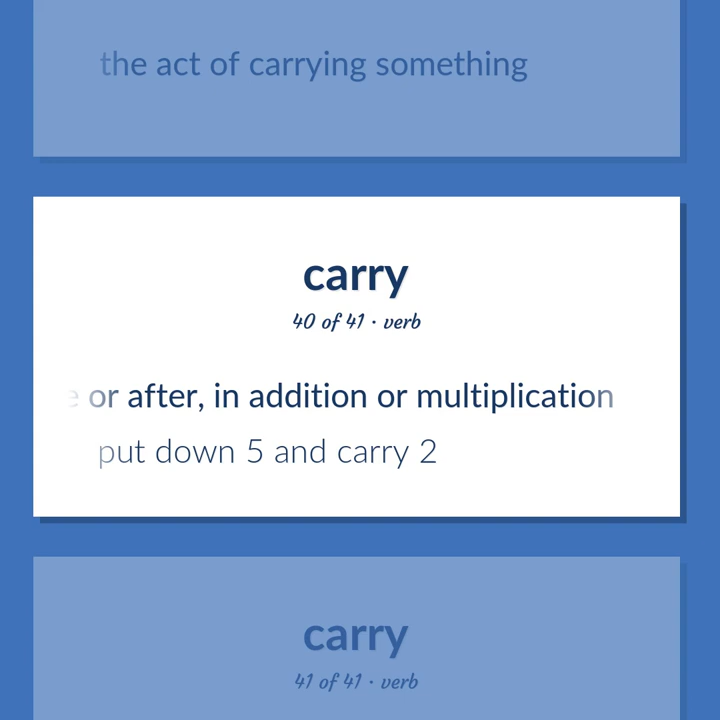 the act of carrying something
carry
40 of 41 · verb
or after, in addition or multiplication
put down 5 and carry 2
carry
41 of 41 · verb